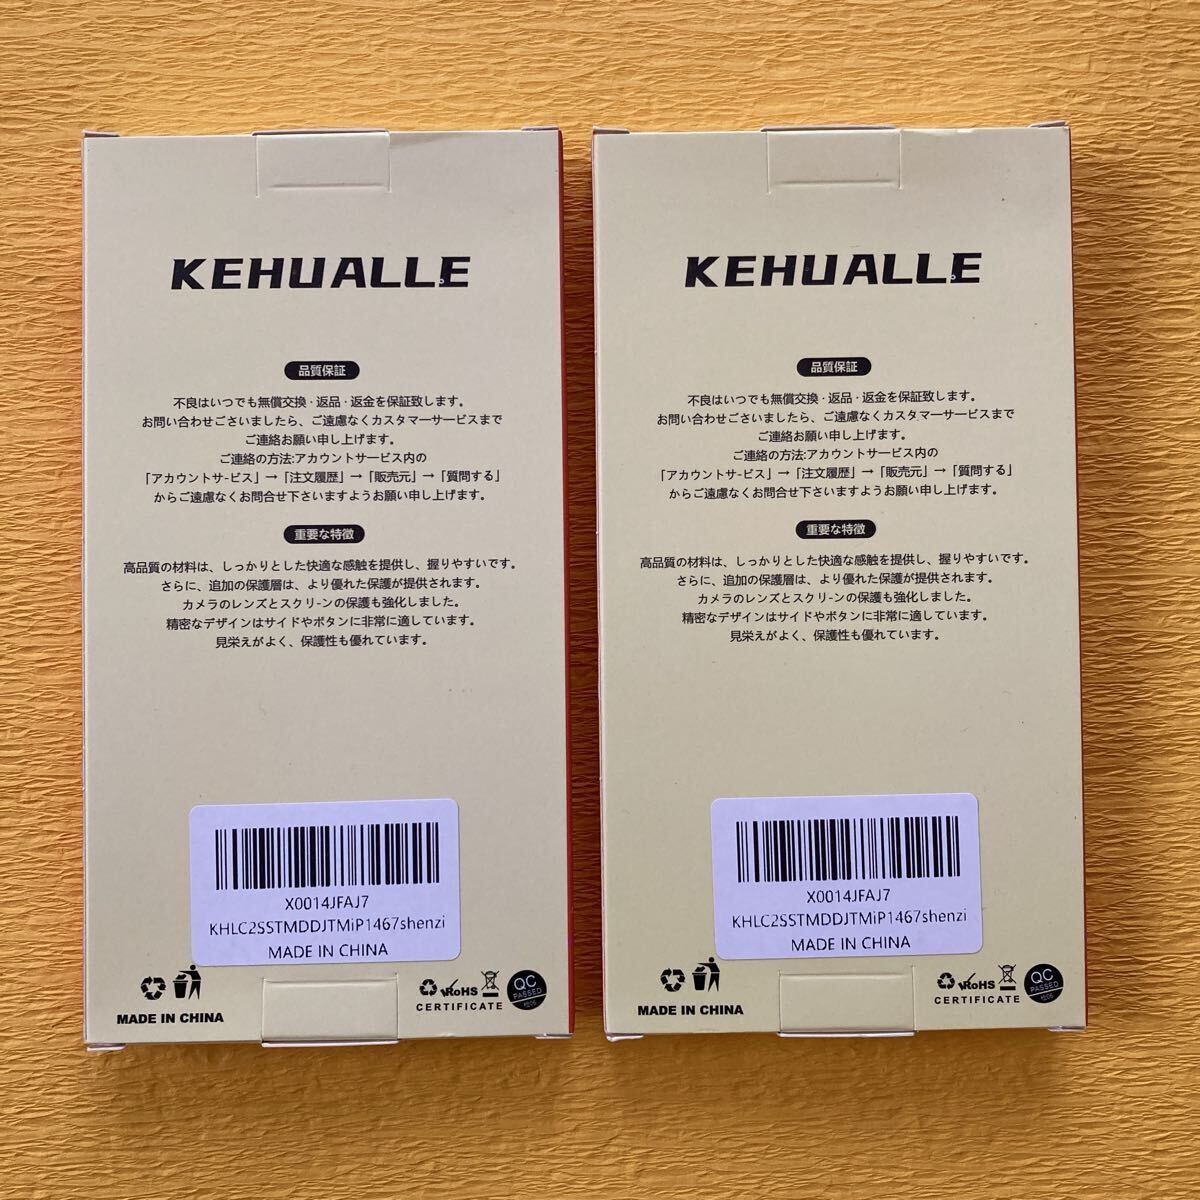 KEHUALLE
品質保証
不良はいつでも無償交換・返品・返金を保証致します。
お問い合わせございましたら、ご遠慮なくカスタマーサービスまで
ご連絡お願い申し上げます。
ご連絡の方法:アカウントサービス内の
「アカウントサービス」→「注文履歴」→「販売元」→「質問する」
からご遠慮なくお問合せ下さいますようお願い申し上げます。
重要な特徴
高品質の材料は、しっかりとした快適な感触を提供し、握りやすいです。
さらに、追加の保護層は、より優れた保護が提供されます。
カメラのレンズとスクリーンの保護も強化しました。
精密なデザインはサイドやボタンに非常に適しています。
見栄えがよく、保護性も優れています。
X0014JFAJ7
KHLC2SSTMDDJTMiP1467shenzi
MADE IN CHINA
MADE IN CHINA
RoHS
CERTIFICATE
QC
PASSED
KEHUALLE
品質保証
不良はいつでも無償交換・返品・返金を保証致します。
お問い合わせございましたら、ご遠慮なくカスタマーサービスまで
ご連絡お願い申し上げます。
ご連絡の方法:アカウントサービス内の
「アカウントサービス」→「注文履歴」→「販売元」→「質問する」
からご遠慮なくお問合せ下さいますようお願い申し上げます。
重要な特徴
高品質の材料は、しっかりとした快適な感触を提供し、握りやすいです。
さらに、追加の保護層は、より優れた保護が提供されます。
カメラのレンズとスクリーンの保護も強化しました。
精密なデザインはサイドやボタンに非常に適しています。
見栄えがよく、保護性も優れています。
X0014JFAJ7
KHLC2SSTMDDJTMiP1467shenzi
MADE IN CHINA
MADE IN CHINA
RoHS
CERTIFICATE
QC
PASSED